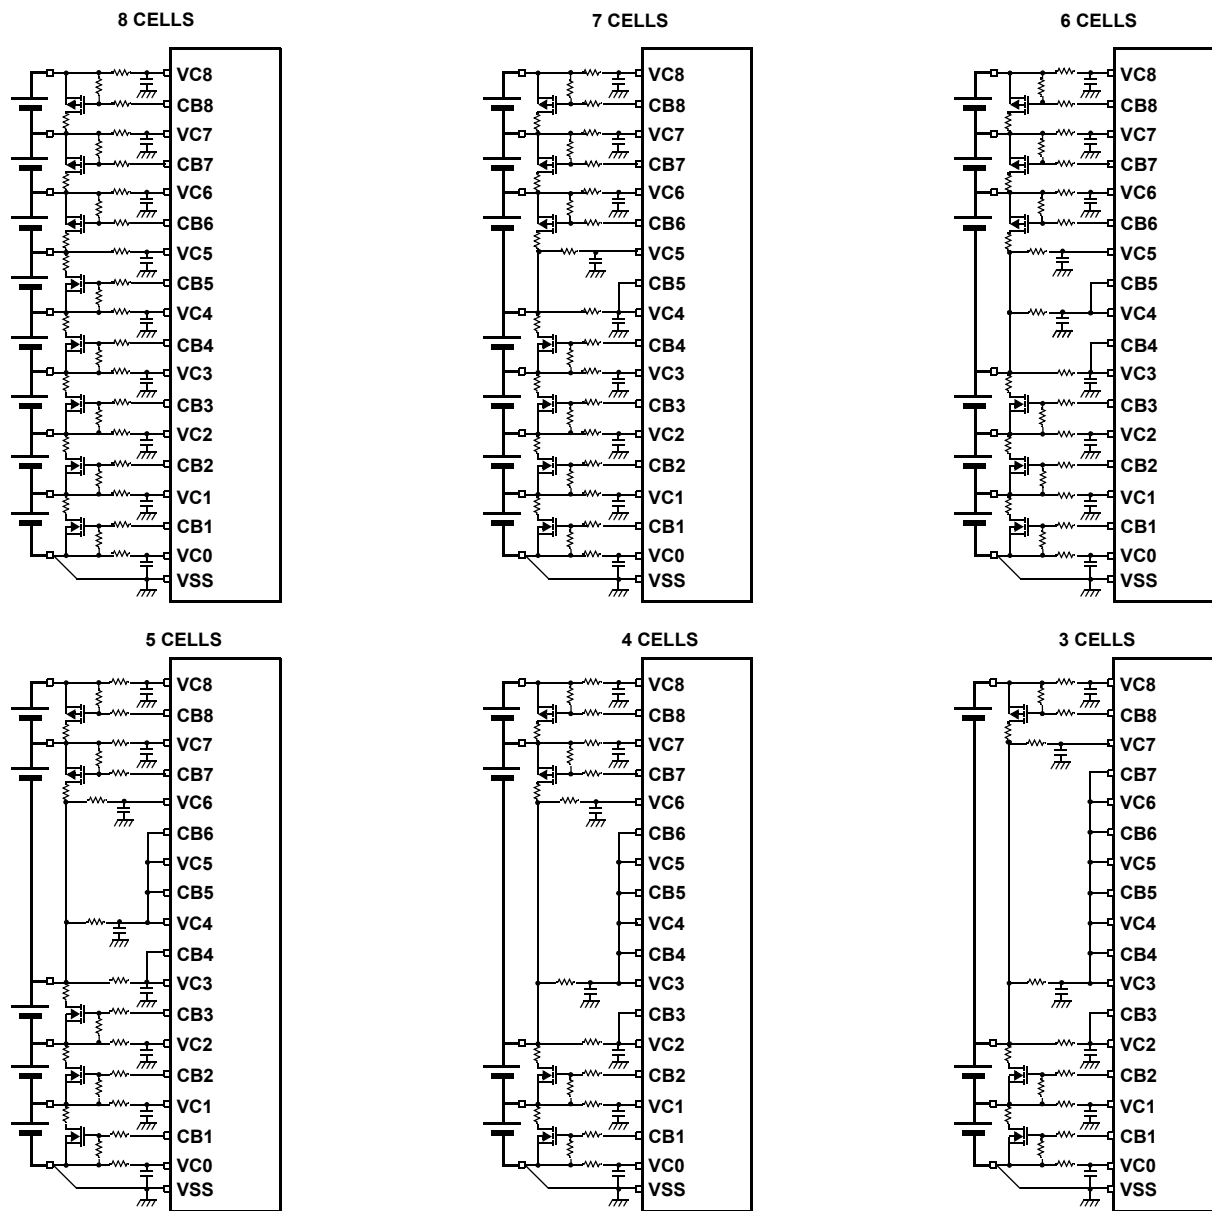 8 CELLS
VC8
CB8
VC7
CB7
VC6
CB6
VC5
CB5
VC4
CB4
VC3
CB3
VC2
CB2
VC1
CB1
VC0
VSS
7 CELLS
VC8
CB8
VC7
CB7
VC6
CB6
VC5
CB5
VC4
CB4
VC3
CB3
VC2
CB2
VC1
CB1
VC0
VSS
6 CELLS
VC8
CB8
VC7
CB7
VC6
CB6
VC5
CB5
VC4
CB4
VC3
CB3
VC2
CB2
VC1
CB1
VC0
VSS
5 CELLS
VC8
CB8
VC7
CB7
VC6
CB6
VC5
CB5
VC4
CB4
VC3
CB3
VC2
CB2
VC1
CB1
VC0
VSS
4 CELLS
VC8
CB8
VC7
CB7
VC6
CB6
VC5
CB5
VC4
CB4
VC3
CB3
VC2
CB2
VC1
CB1
VC0
VSS
3 CELLS
VC8
CB8
VC7
CB7
VC6
CB6
VC5
CB5
VC4
CB4
VC3
CB3
VC2
CB2
VC1
CB1
VC0
VSS